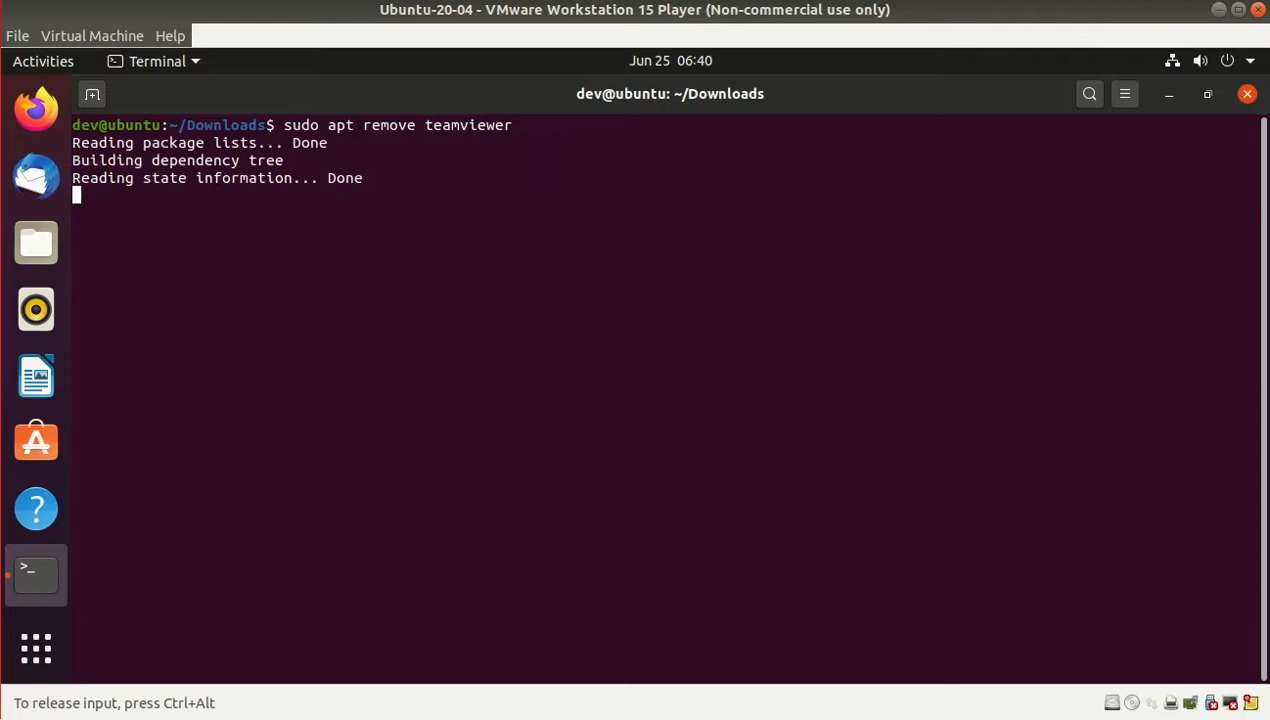 Ubuntu-20-04 - VMware Workstation 15 Player (Non-commercial use only)
File Virtual Machine Help
Activities Terminal Jun 25 06:40
dev@ubuntu: ~/Downloads
dev@ubuntu:~/Downloads$ sudo apt remove teamviewer
Reading package lists... Done
Building dependency tree
Reading state information... Done
To release input, press Ctrl+Alt